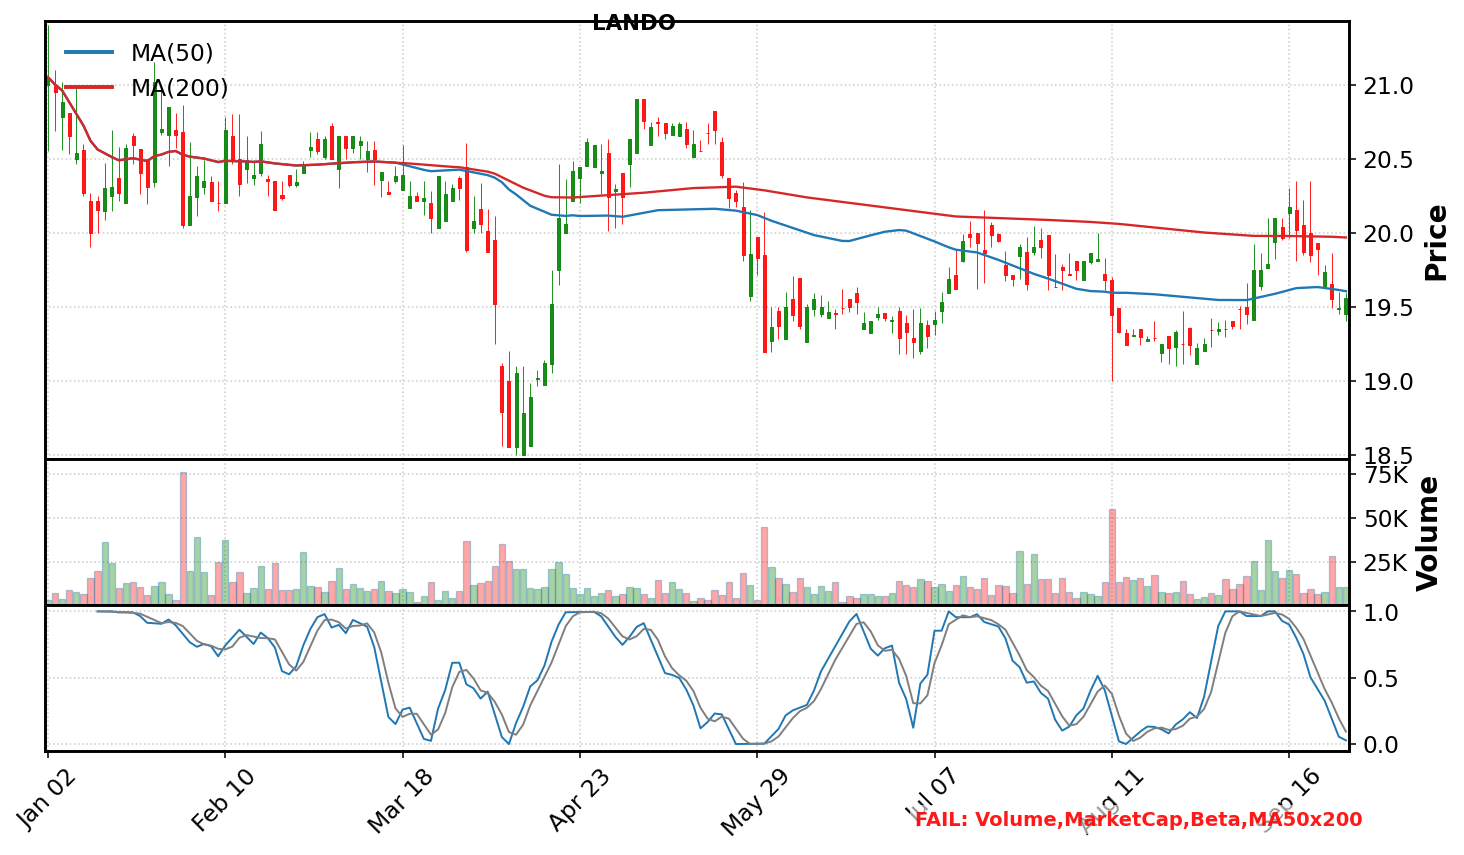 LANDO
MA(50)
MA(200)
21.0
20.5
20.0
19.5
19.0
18.5
Price
75K
50K
25K
Volume
1.0
0.5
0.0
Jan 02
Feb 10
Mar 18
Apr 23
May 29
Jul 07
Aug 11
Sep 16
FAIL: Volume,MarketCap,Beta,MA50x200